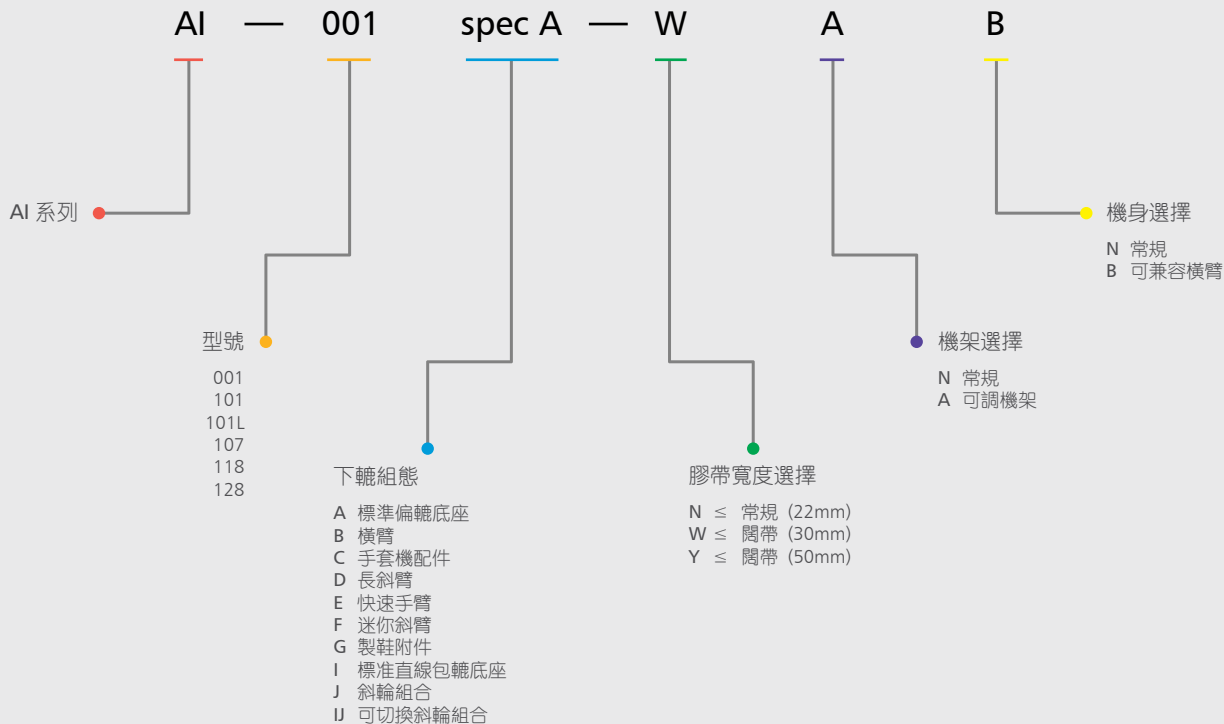 AI — 001 spec A — W A B
AI 系列
型號
001
101
101L
107
118
128
下轆組態
A 標準偏轆底座
B 橫臂
C 手套機配件
D 長斜臂
E 快速手臂
F 迷你斜臂
G 製鞋附件
I 標准直線包轆底座
J 斜輪組合
IJ 可切換斜輪組合
膠帶寬度選擇
N ≤ 常規 (22mm)
W ≤ 闊帶 (30mm)
Y ≤ 闊帶 (50mm)
機架選擇
N 常規
A 可調機架
機身選擇
N 常規
B 可兼容橫臂